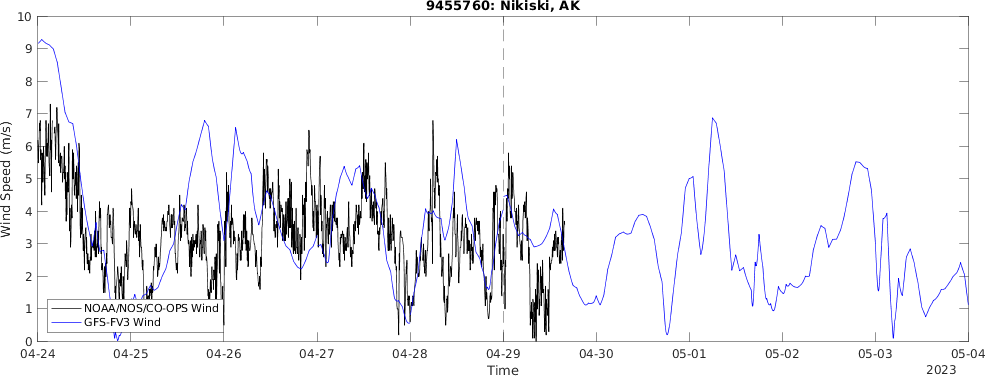 9455760: Nikiski, AK
10
9
8
7
6
5
4
3
2
1
0
Wind Speed (m/s)
NOAA/NOS/CO-OPS Wind
GFS-FV3 Wind
04-24 04-25 04-26 04-27 04-28 04-29 04-30 05-01 05-02 05-03 05-04
Time
2023